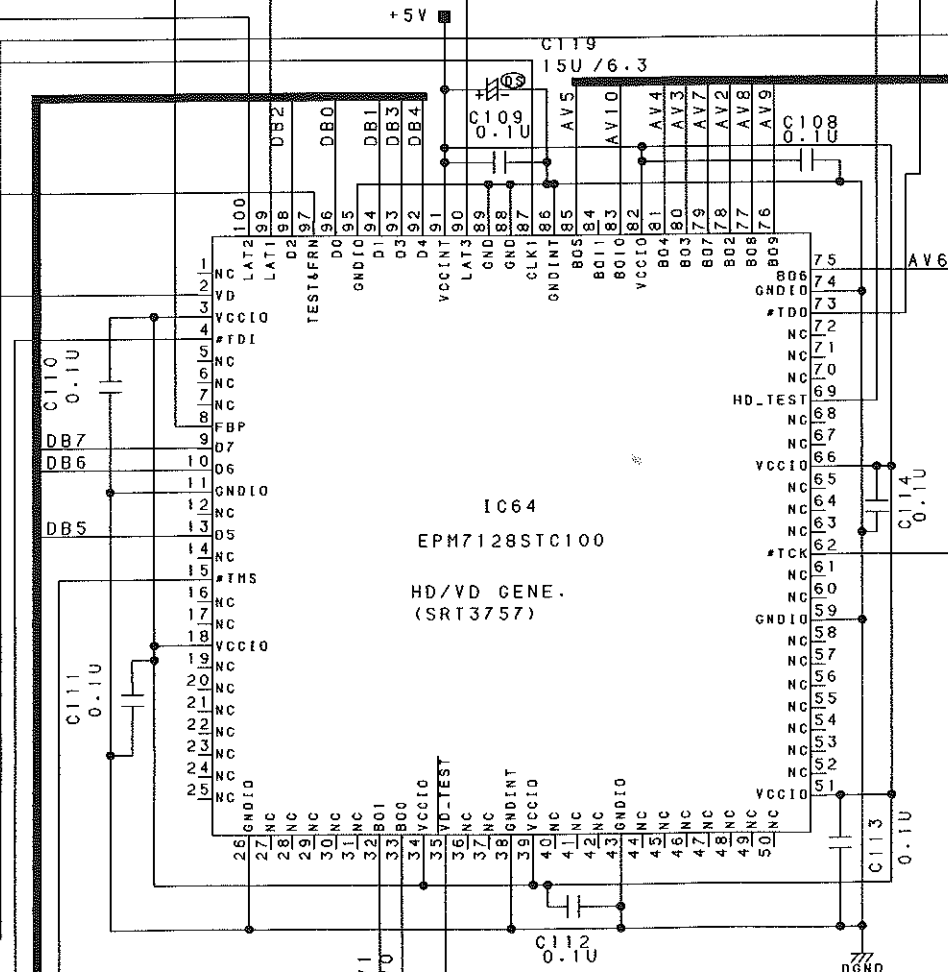 +5V
C119
15U/6.3
DS
+
-
C109
0.1U
C108
0.1U
DB2
DB0
DB1
DB3
DB4
AV5
AV10
AV4
AV3
AV7
AV2
AV8
AV9
100 LAT2
99 LAT1
98 D2
97 TEST&FRN
96 D0
95 GNDIO
94 D1
93 D3
92 D4
91 VCCINT
90 LAT3
89 GND
88 GND
87 CLK1
86 GNDINT
85 BO5
84 BO11
83 BO10
82 VCCIO
81 BO4
80 BO3
79 BO7
78 BO2
77 BO8
76 BO9
1 NC
2 VD
3 VCCIO
4 #TDI
5 NC
6 NC
7 NC
8 FBP
9 D7
10 D6
11 GNDIO
12 NC
13 D5
14 NC
15 #TMS
16 NC
17 NC
18 VCCIO
19 NC
20 NC
21 NC
22 NC
23 NC
24 NC
25 NC
C110
0.1U
DB7
DB6
DB5
C111
0.1U
IC64
EPM7128STC100
HD/VD GENE.
(SRT3757)
75 BO6
AV6
74 GNDIO
73 #TDO
72 NC
71 NC
70 NC
69 HD_TEST
68 NC
67 NC
66 VCCIO
65 NC
64 NC
63 NC
62 #TCK
61 NC
60 NC
59 GNDIO
58 NC
57 NC
56 NC
55 NC
54 NC
53 NC
52 NC
51 VCCIO
C114
0.1U
C113
0.1U
26 GNDIO
27 NC
28 NC
29 NC
30 NC
31 NC
32 BO1
33 BO0
34 VCCIO
35 VD_TEST
36 NC
37 NC
38 GNDINT
39 VCCIO
40 NC
41 NC
42 NC
43 GNDIO
44 NC
45 NC
46 NC
47 NC
48 NC
49 NC
50 NC
C112
0.1U
DGND